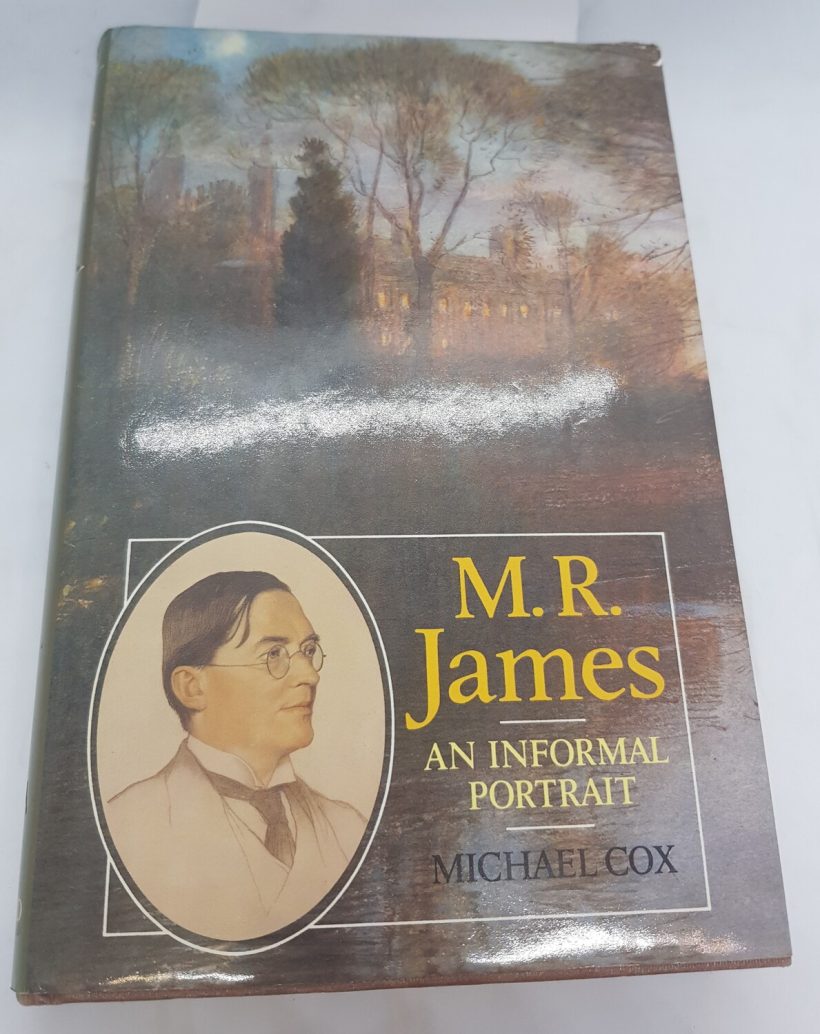 M. R.
James
AN INFORMAL
PORTRAIT
MICHAEL COX